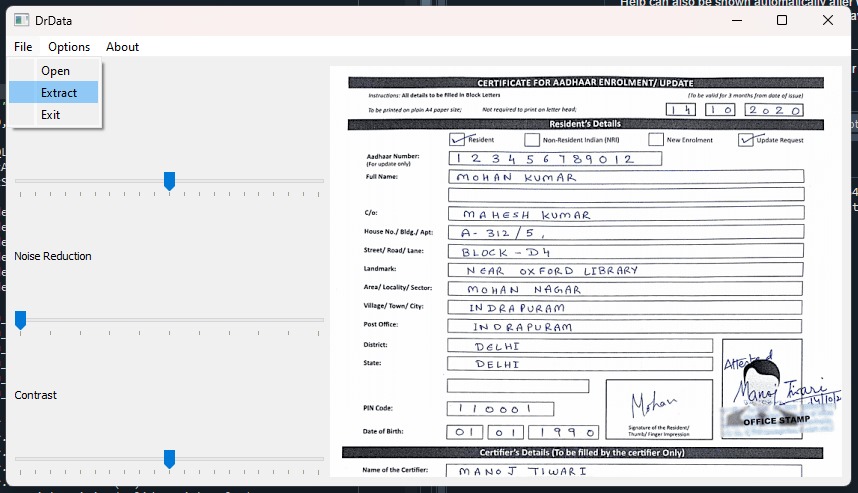 Help can also be shown automatically after
DrData
File Options About
Open
Extract
Exit
Noise Reduction
Contrast
CERTIFICATE FOR AADHAAR ENROLMENT/ UPDATE
Instructions: All details to be filled in Block Letters (To be valid for 3 months from date of issue)
To be printed on plain A4 paper size; Not required to print on letter head; 14 10 2020
Resident's Details
Resident Non-Resident Indian (NRI) New Enrolment Update Request
Aadhaar Number: 123456789012
(For update only)
Full Name: MOHAN KUMAR
C/o: MAHESH KUMAR
House No./ Bldg./ Apt: A-312/5,
Street/ Road/ Lane: BLOCK-D4
Landmark: NEAR OXFORD LIBRARY
Area/ Locality/ Sector: MOHAN NAGAR
Village/ Town/ City: INDRAPURAM
Post Office: INDRAPURAM
District: DELHI
State: DELHI
Attested
Mohan
Manoj Tiwari
14/10/2
PIN Code: 110001
OFFICE STAMP
Signature of the Resident/
Thumb/ Finger Impression
Date of Birth: 01 01 1990
Certifier's Details (To be filled by the certifier Only)
Name of the Certifier: MANOJ TIWARI